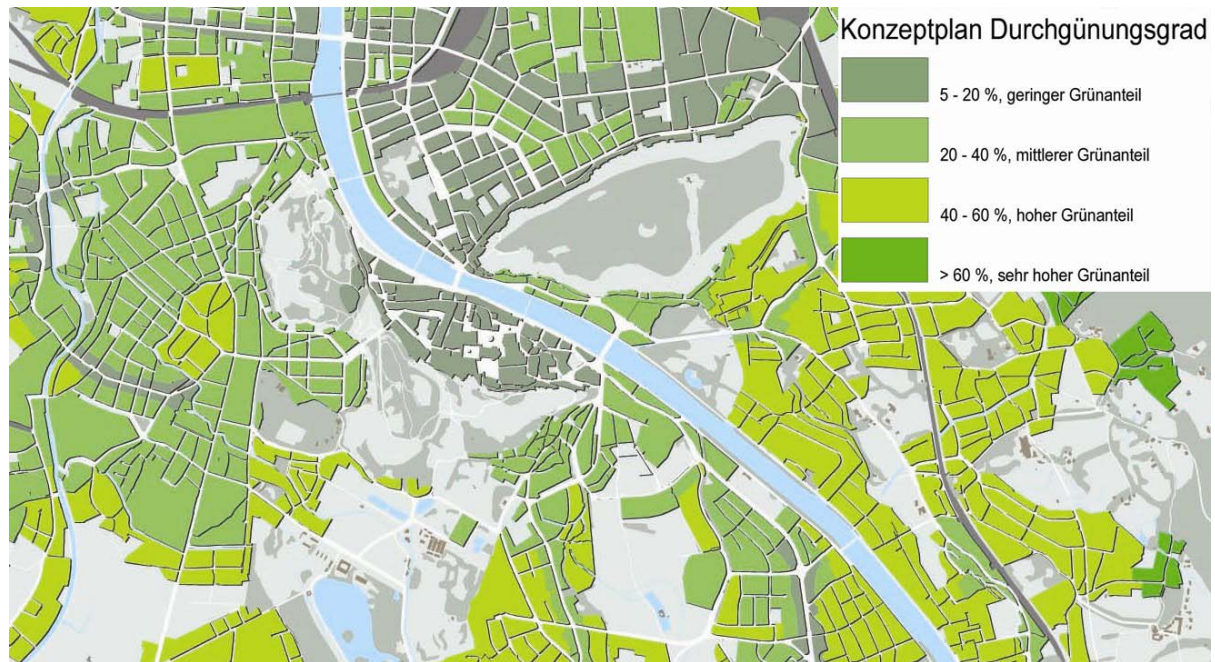 Konzeptplan Durchgünungsgrad
5 - 20 %, geringer Grünanteil
20 - 40 %, mittlerer Grünanteil
40 - 60 %, hoher Grünanteil
> 60 %, sehr hoher Grünanteil